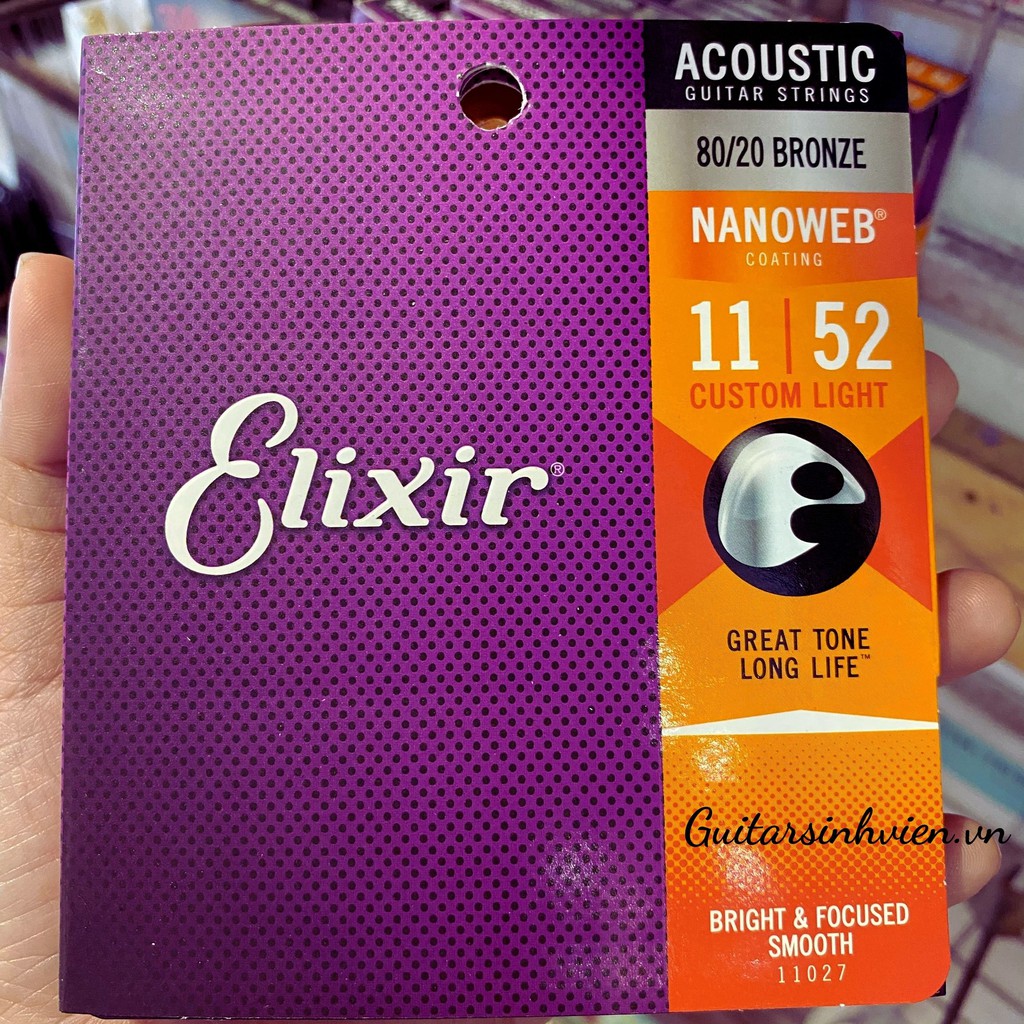 ACOUSTIC
GUITAR STRINGS
80/20 BRONZE
NANOWEB®
COATING
11 | 52
CUSTOM LIGHT
Elixir®
GREAT TONE
LONG LIFE™
Guitarsinhvien.vn
BRIGHT & FOCUSED
SMOOTH
11027